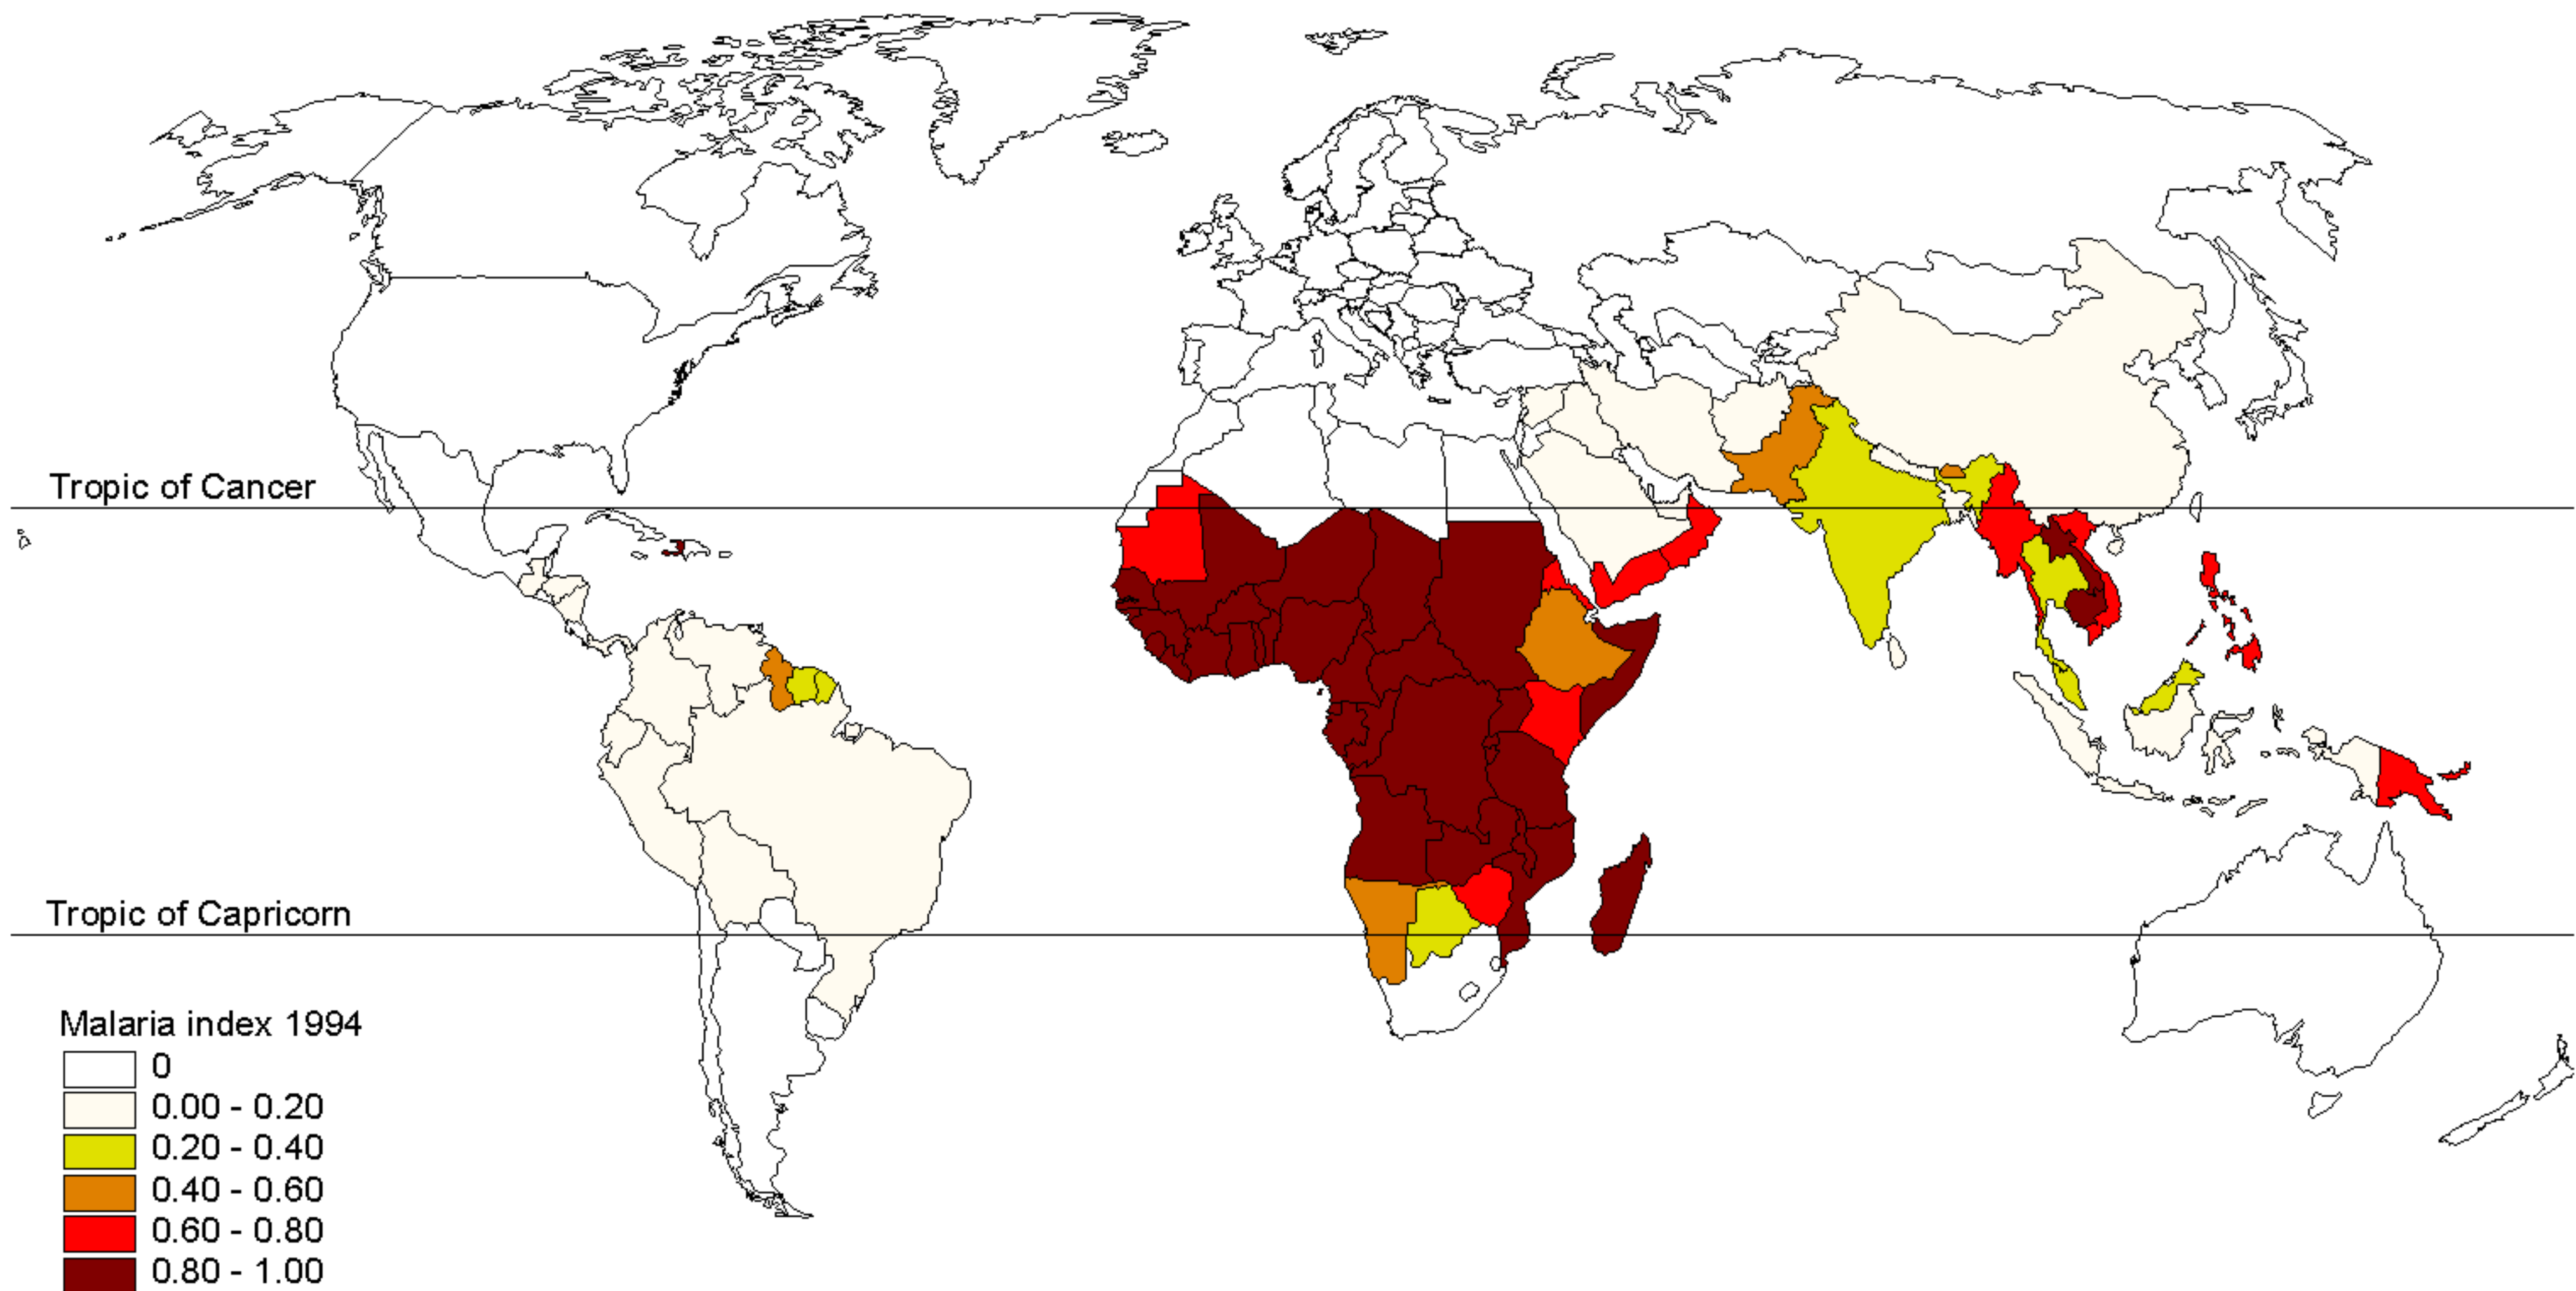 Tropic of Cancer
Tropic of Capricorn
Malaria index 1994
0
0.00 - 0.20
0.20 - 0.40
0.40 - 0.60
0.60 - 0.80
0.80 - 1.00